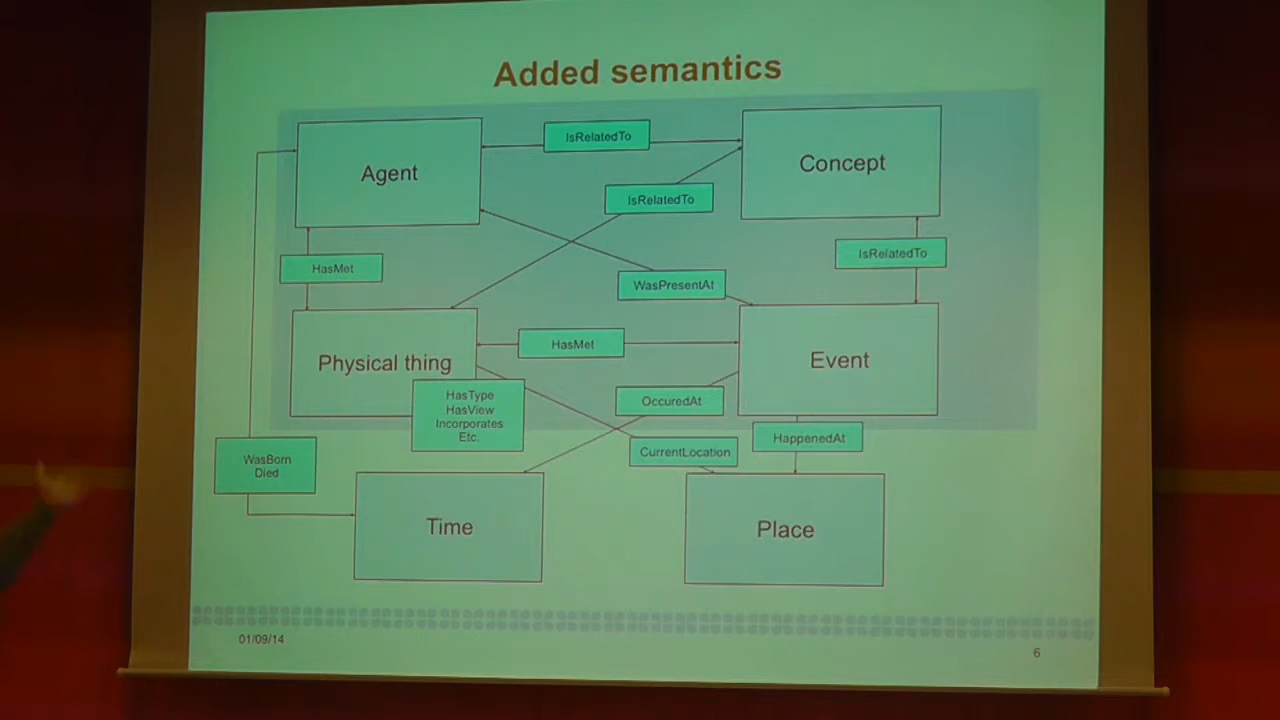 Added semantics
IsRelatedTo
Agent
Concept
IsRelatedTo
IsRelatedTo
HasMet
WasPresentAt
HasMet
Physical thing
Event
HasType
HasView
Incorporates
Etc.
OccuredAt
HappenedAt
CurrentLocation
WasBorn
Died
Time
Place
01/09/14
6